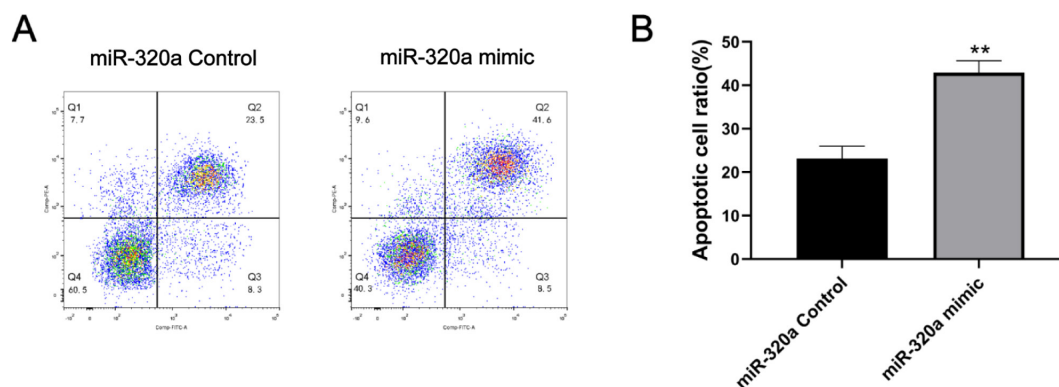 A
miR-320a Control
Q1
7.7
Q2
23.5
Q4
60.5
Q3
8.3
Comp-PE-A
Comp-FITC-A
miR-320a mimic
Q1
9.6
Q2
41.6
Q4
40.3
Q3
8.5
Comp-PE-A
Comp-FITC-A
B
Apoptotic cell ratio(%)
50
40
30
20
10
0
**
miR-320a Control
miR-320a mimic